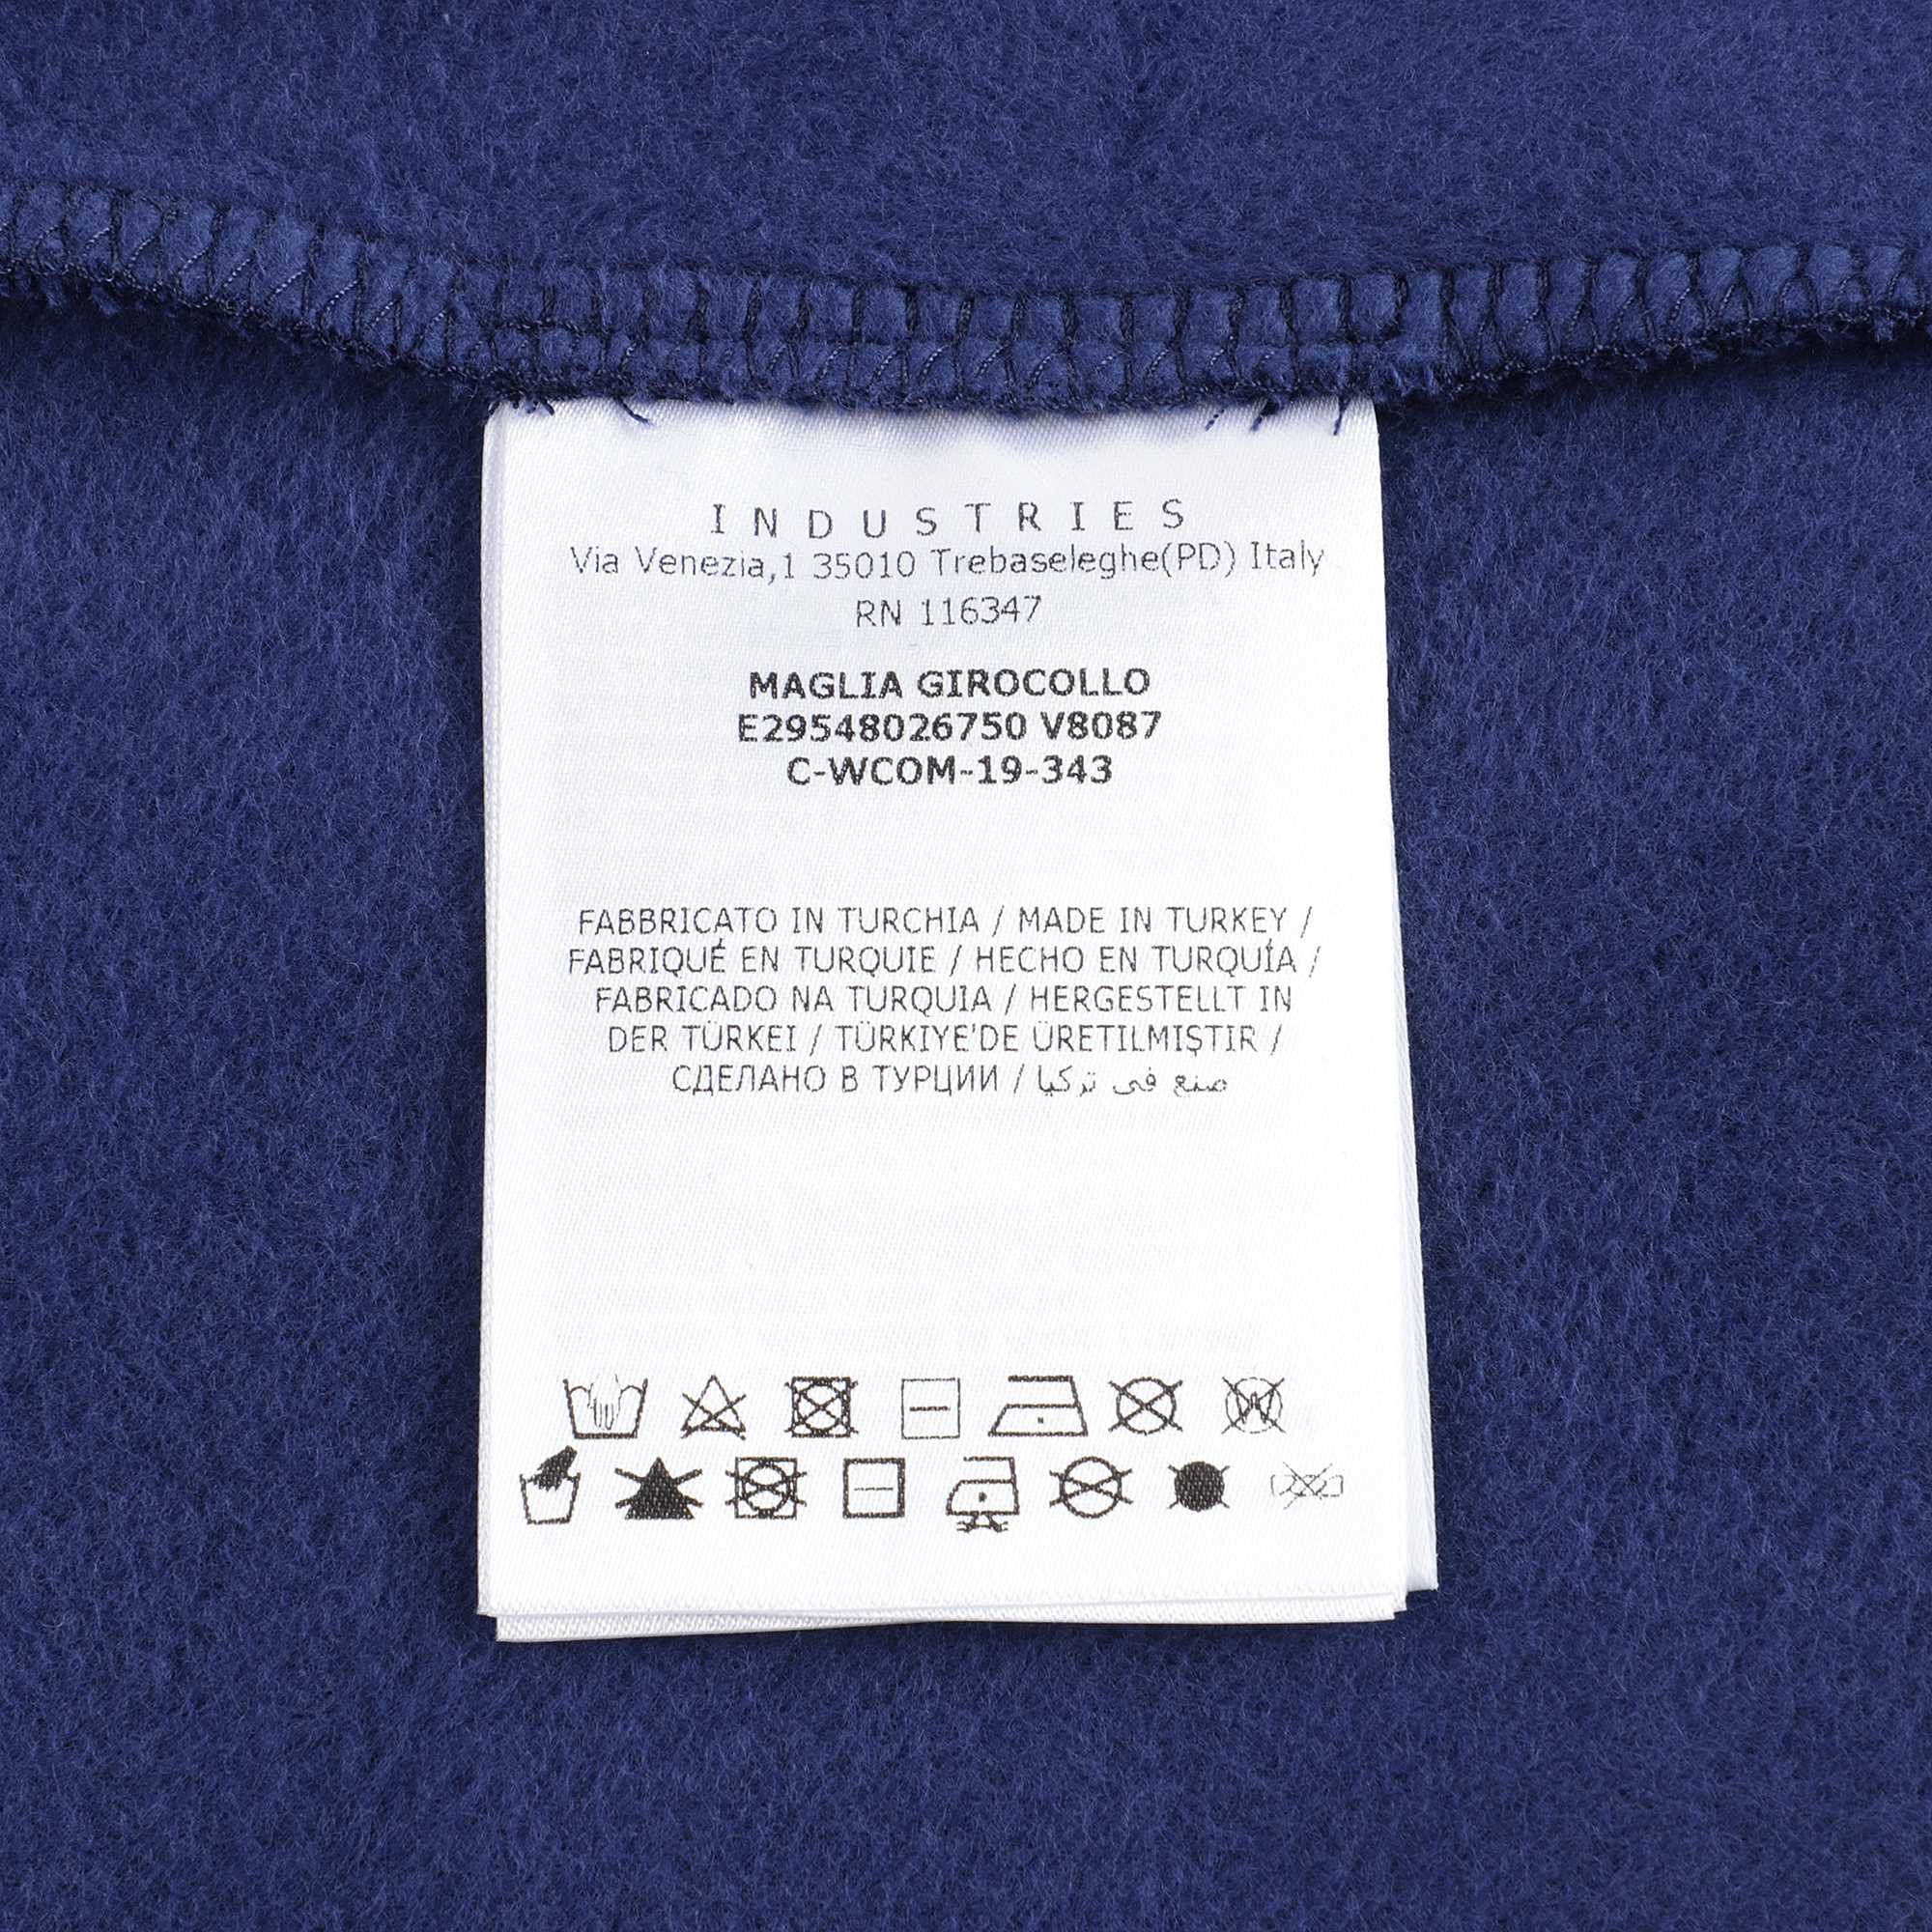 INDUSTRIES
Via Venezia,1 35010 Trebaseleghe(PD) Italy
RN 116347
MAGLIA GIROCOLLO
E29548026750 V8087
C-WCOM-19-343
FABBRICATO IN TURCHIA / MADE IN TURKEY /
FABRIQUÉ EN TURQUIE / HECHO EN TURQUÍA /
FABRICADO NA TURQUIA / HERGESTELLT IN
DER TÜRKEI / TÜRKIYE'DE ÜRETILMIŞTIR /
СДЕЛАНО В ТУРЦИИ / صنع في تركيا
W